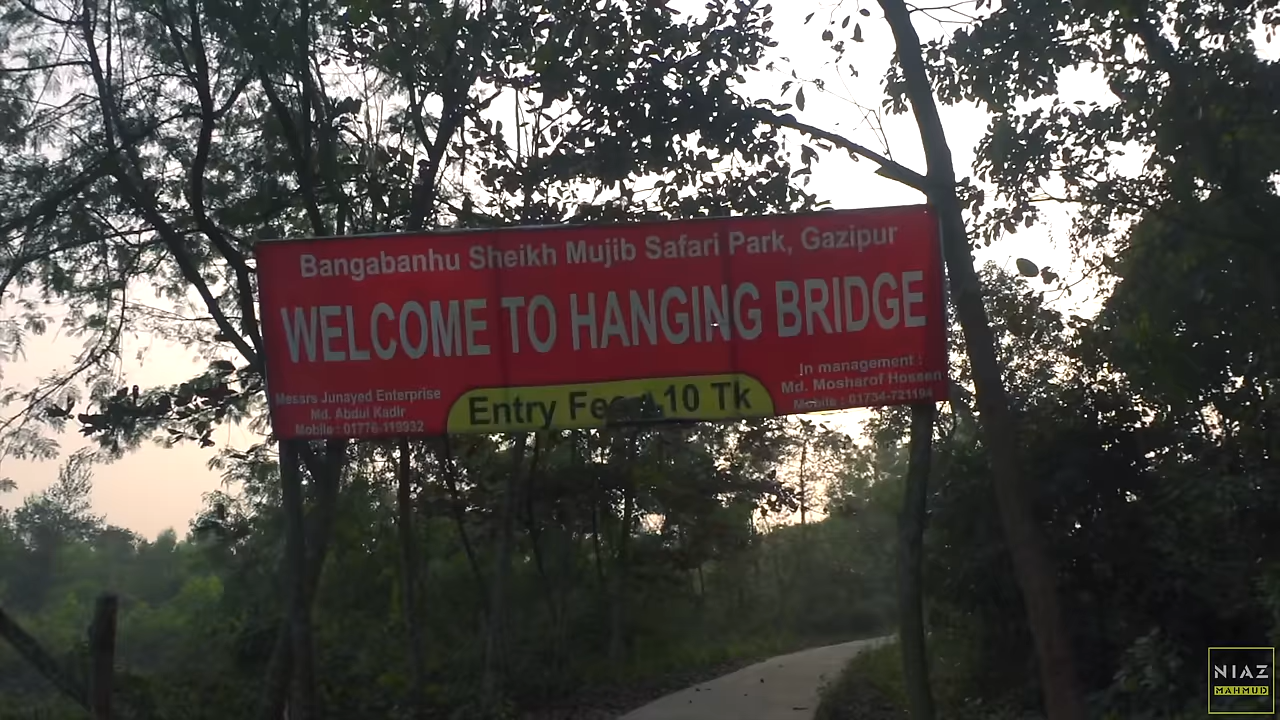 Bangabanhu Sheikh Mujib Safari Park, Gazipur
WELCOME TO HANGING BRIDGE
Messrs Junayed Enterprise
Md. Abdul Kadir
Mobile : 01776-119932
Entry Fee 10 Tk
In management :
Md. Mosharof Hossen
Mobile : 01734-721194
NIAZ
MAHMUD